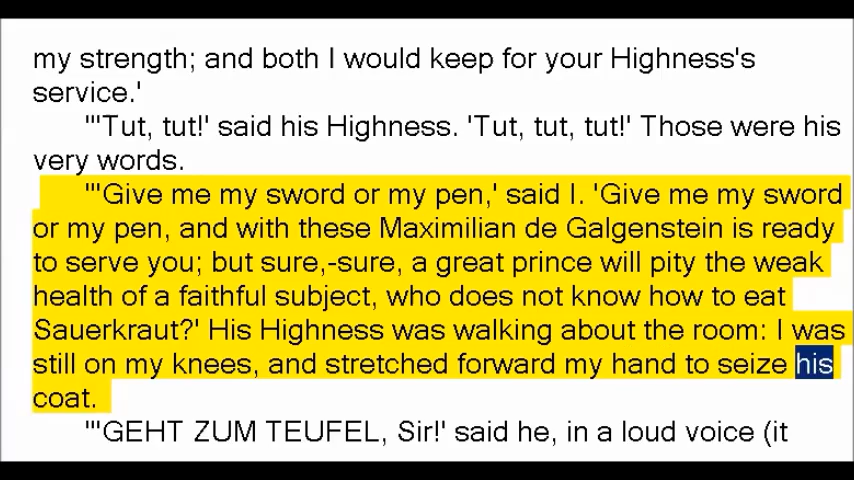 my strength; and both I would keep for your Highness's
service.'
"'Tut, tut!' said his Highness. 'Tut, tut, tut!' Those were his
very words.
"'Give me my sword or my pen,' said I. 'Give me my sword
or my pen, and with these Maximilian de Galgenstein is ready
to serve you; but sure,-sure, a great prince will pity the weak
health of a faithful subject, who does not know how to eat
Sauerkraut?' His Highness was walking about the room: I was
still on my knees, and stretched forward my hand to seize his
coat.
"'GEHT ZUM TEUFEL, Sir!' said he, in a loud voice (it